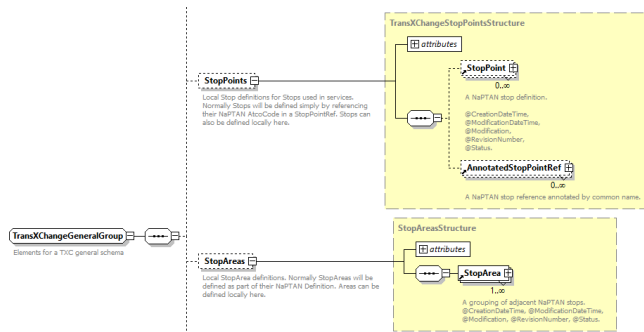 TransXChangeStopPointsStructure
attributes
StopPoint
0..∞
A NaPTAN stop definition.
@CreationDateTime,
@ModificationDateTime,
@Modification,
@RevisionNumber,
@Status.
AnnotatedStopPointRef
0..∞
A NaPTAN stop reference annotated by common name.
StopPoints
Local Stop definitions for Stops used in services.
Normally Stops will be defined simply by referencing
their NaPTAN AtcoCode in a StopPointRef. Stops can
also be defined locally here.
TransXChangeGeneralGroup
Elements for a TXC general schema
StopAreasStructure
attributes
StopArea
1..∞
A grouping of adjacent NaPTAN stops.
@CreationDateTime, @ModificationDateTime,
@Modification, @RevisionNumber, @Status.
StopAreas
Local StopArea definitions. Normally StopAreas will be
defined as part of their NaPTAN Definition. Areas can be
defined locally here.